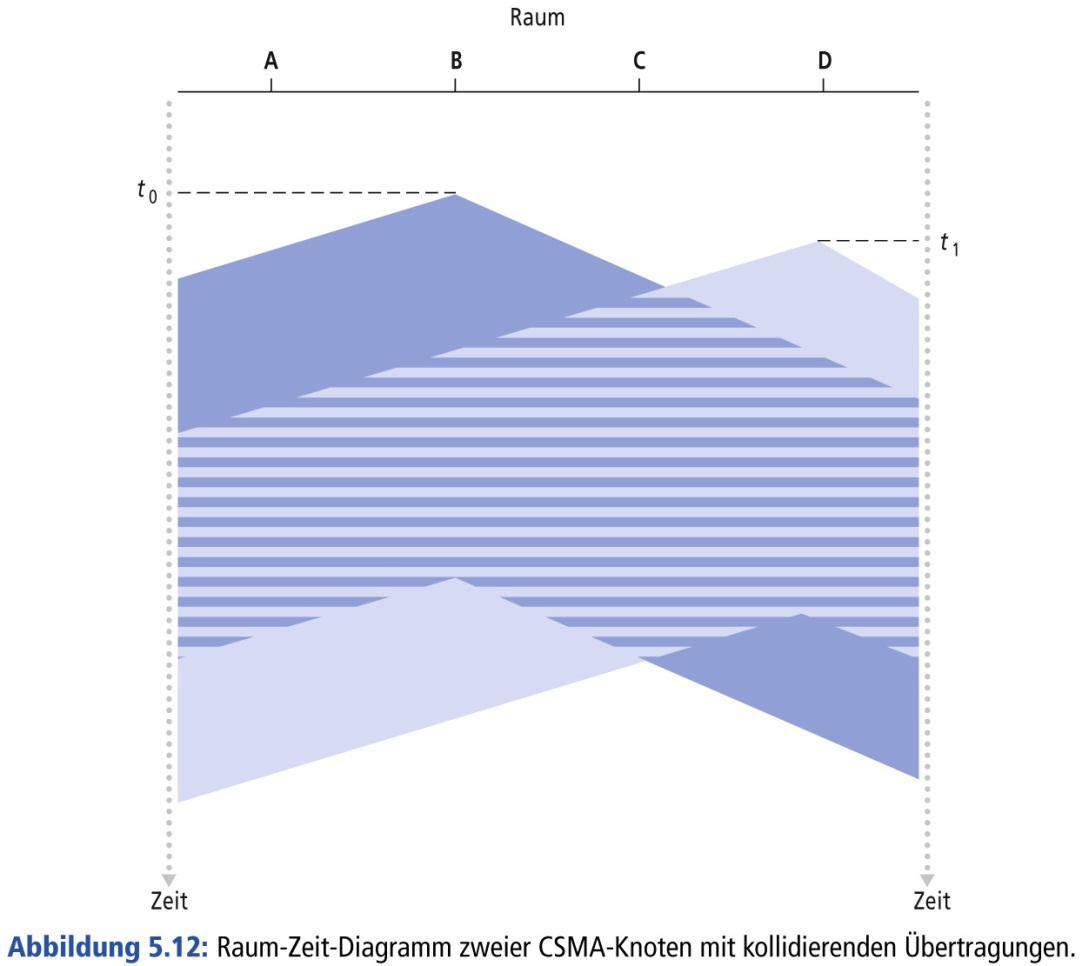 Raum
A B C D
t0
t1
Zeit Zeit
Abbildung 5.12: Raum-Zeit-Diagramm zweier CSMA-Knoten mit kollidierenden Übertragungen.